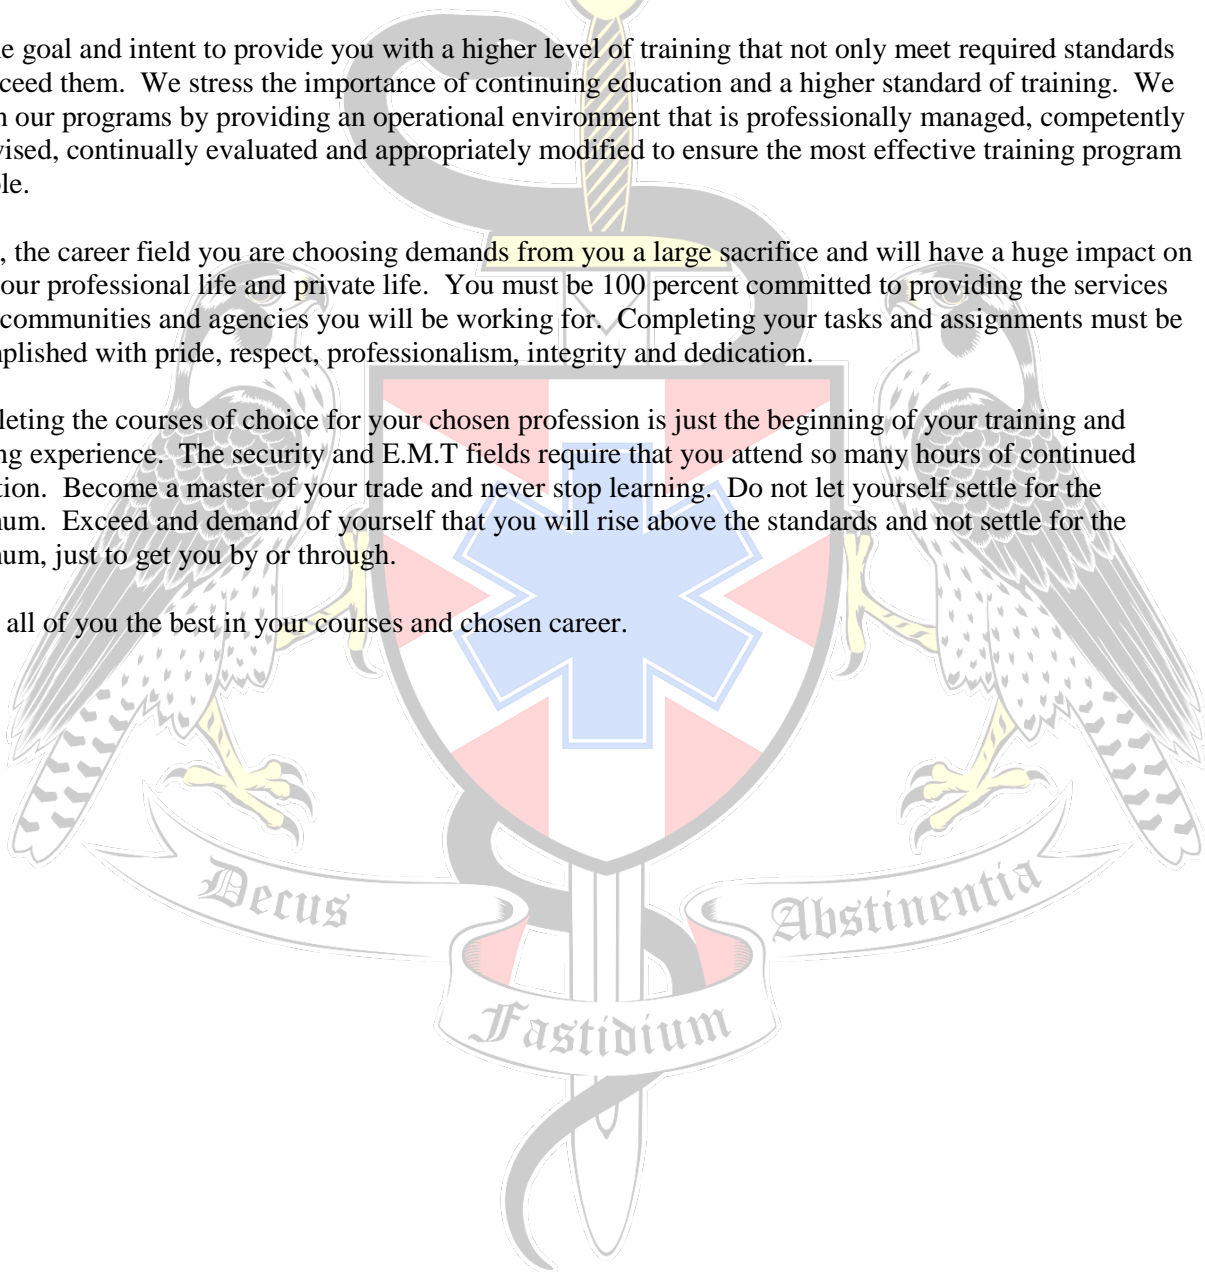 e goal and intent to provide you with a higher level of training that not only meet required standards
ceed them. We stress the importance of continuing education and a higher standard of training. We
n our programs by providing an operational environment that is professionally managed, competently
vised, continually evaluated and appropriately modified to ensure the most effective training program
le.
, the career field you are choosing demands from you a large sacrifice and will have a huge impact on
our professional life and private life. You must be 100 percent committed to providing the services
communities and agencies you will be working for. Completing your tasks and assignments must be
plished with pride, respect, professionalism, integrity and dedication.
leting the courses of choice for your chosen profession is just the beginning of your training and
ng experience. The security and E.M.T fields require that you attend so many hours of continued
tion. Become a master of your trade and never stop learning. Do not let yourself settle for the
num. Exceed and demand of yourself that you will rise above the standards and not settle for the
num, just to get you by or through.
all of you the best in your courses and chosen career.
Decus
Abstinentia
Fastidium